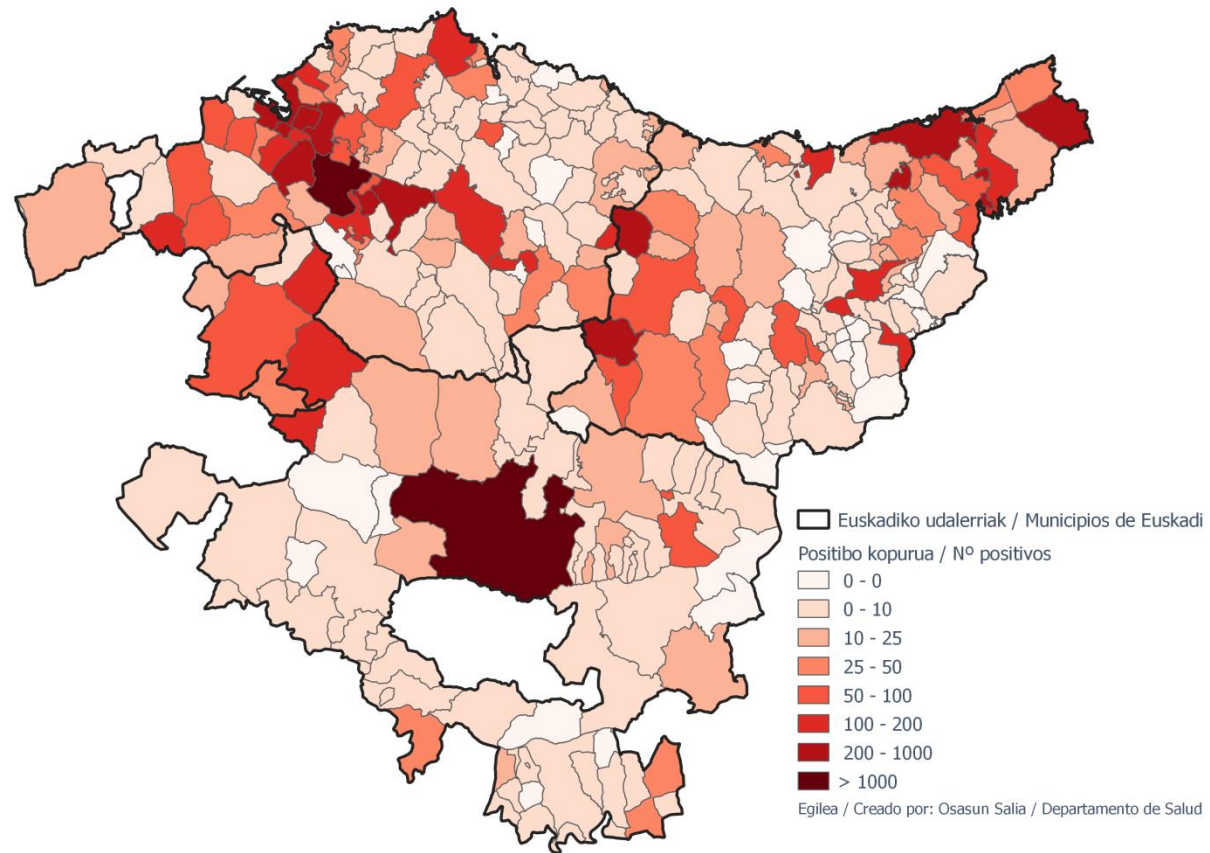 Euskadiko udalerriak / Municipios de Euskadi
Positibo kopurua / Nº positivos
0 - 0
0 - 10
10 - 25
25 - 50
50 - 100
100 - 200
200 - 1000
> 1000
Egilea / Creado por: Osasun Salia / Departamento de Salud